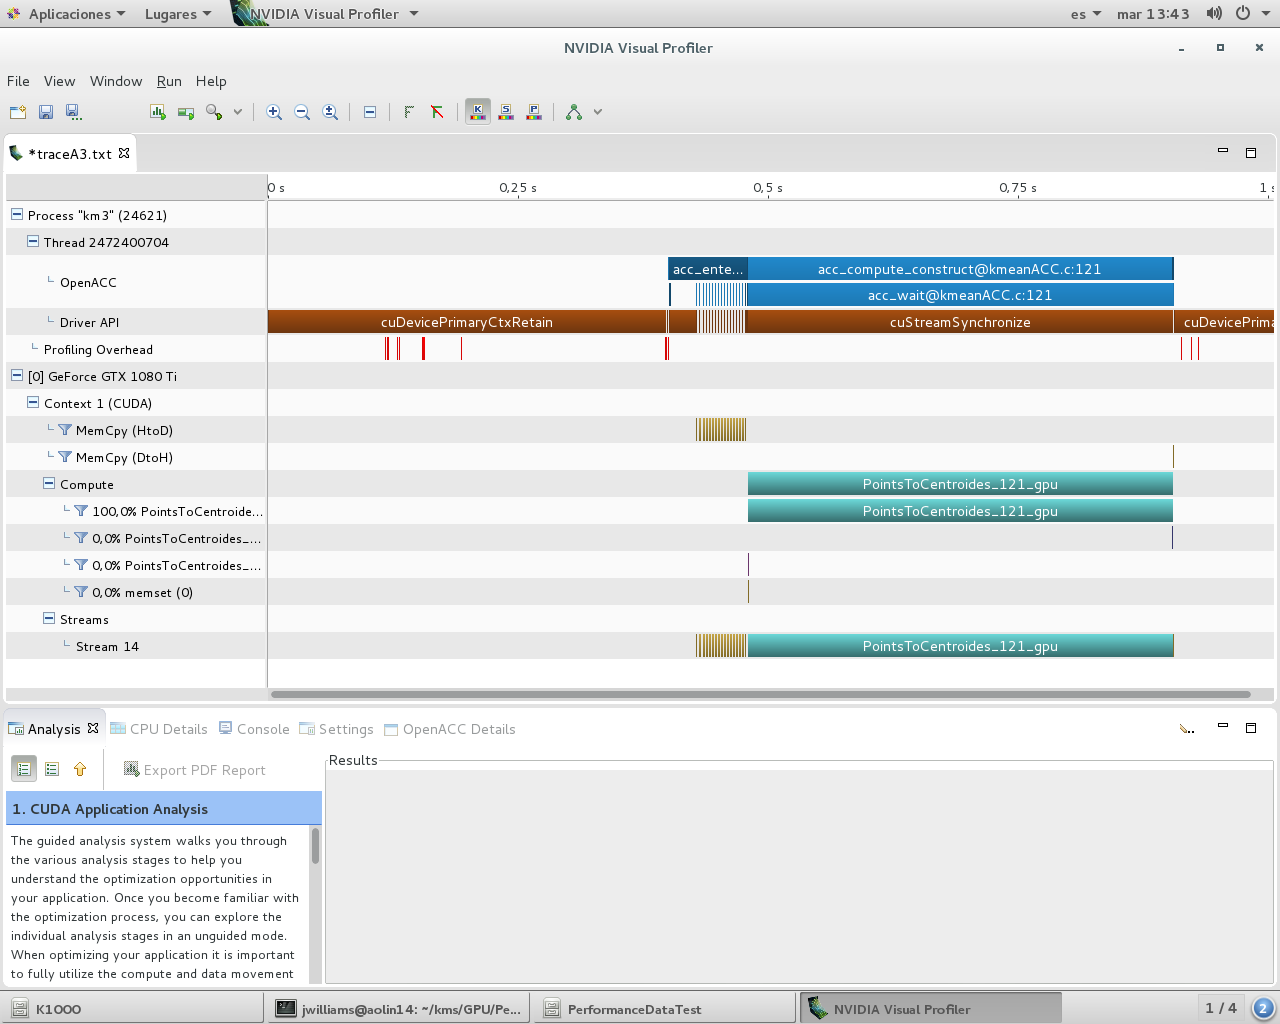 Aplicaciones Lugares NVIDIA Visual Profiler es mar 13:43
NVIDIA Visual Profiler
File View Window Run Help
*traceA3.txt
0 s 0,25 s 0,5 s 0,75 s 1 s
Process "km3" (24621)
Thread 2472400704
OpenACC
acc_ente... acc_compute_construct@kmeanACC.c:121
acc_wait@kmeanACC.c:121
Driver API cuDevicePrimaryCtxRetain cuStreamSynchronize cuDevicePrima
Profiling Overhead
[0] GeForce GTX 1080 Ti
Context 1 (CUDA)
MemCpy (HtoD)
MemCpy (DtoH)
Compute PointsToCentroides_121_gpu
100,0% PointsToCentroide... PointsToCentroides_121_gpu
0,0% PointsToCentroides_...
0,0% PointsToCentroides_...
0,0% memset (0)
Streams
Stream 14 PointsToCentroides_121_gpu
Analysis CPU Details Console Settings OpenACC Details
Export PDF Report
Results
1. CUDA Application Analysis
The guided analysis system walks you through
the various analysis stages to help you
understand the optimization opportunities in
your application. Once you become familiar with
the optimization process, you can explore the
individual analysis stages in an unguided mode.
When optimizing your application it is important
to fully utilize the compute and data movement
K1000 jwilliams@aolin14: ~/kms/GPU/Pe... PerformanceDataTest NVIDIA Visual Profiler 1 / 4 2